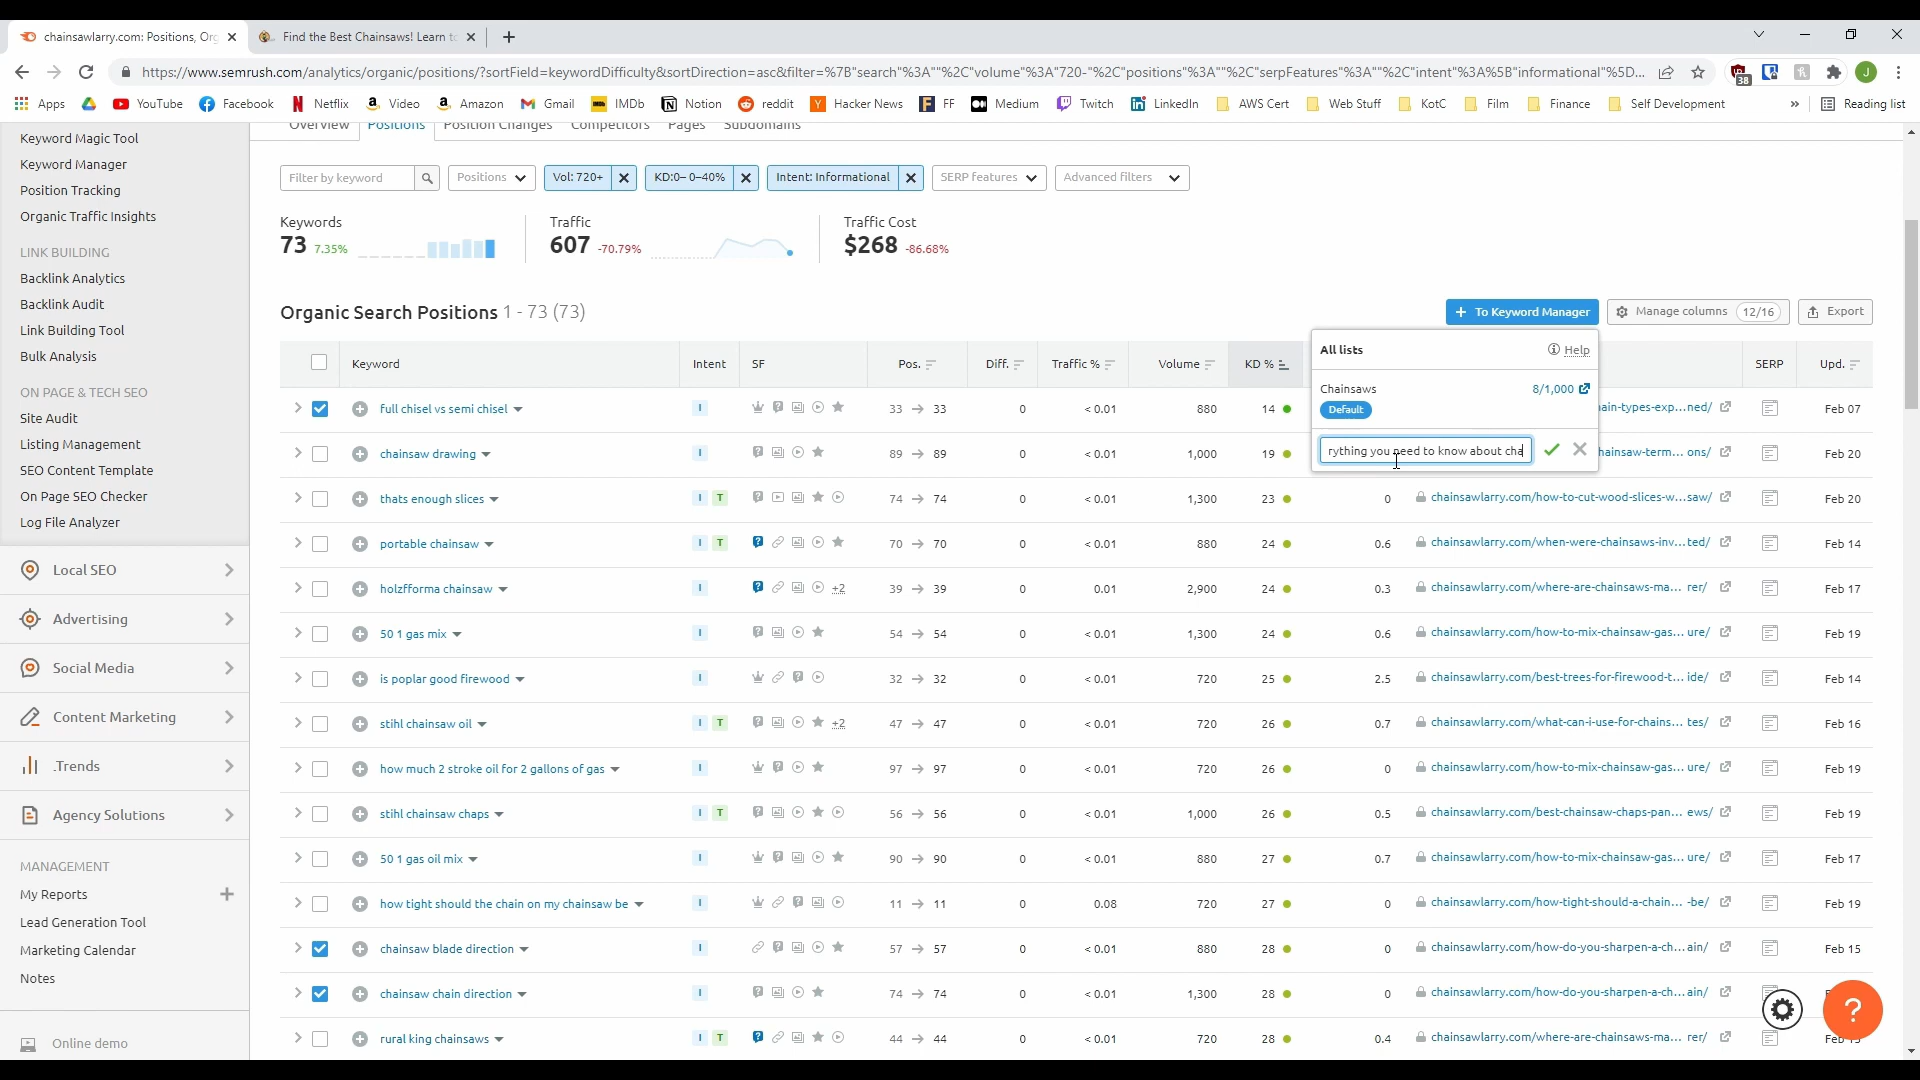 chainsawlarry.com: Positions, Org
Find the Best Chainsaws! Learn to
https://www.semrush.com/analytics/organic/positions/?sortField=keywordDifficulty&sortDirection=asc&filter=%7B"search"%3A""%2C"volume"%3A"720-"%2C"positions"%3A""%2C"serpFeatures"%3A""%2C"intent"%3A%5B"informational"%5D...
38
J
Apps YouTube Facebook Netflix Video Amazon Gmail IMDb Notion reddit Hacker News FF Medium Twitch LinkedIn AWS Cert Web Stuff KotC Film Finance Self Development » Reading list
Overview Positions Position Changes Competitors Pages Subdomains
Keyword Magic Tool
Keyword Manager
Position Tracking
Organic Traffic Insights
LINK BUILDING
Backlink Analytics
Backlink Audit
Link Building Tool
Bulk Analysis
ON PAGE & TECH SEO
Site Audit
Listing Management
SEO Content Template
On Page SEO Checker
Log File Analyzer
Local SEO
Advertising
Social Media
Content Marketing
.Trends
Agency Solutions
MANAGEMENT
My Reports
Lead Generation Tool
Marketing Calendar
Notes
Online demo
Filter by keyword Positions Vol: 720+ KD:0– 0–40% Intent: Informational SERP features Advanced filters
Keywords
73 7.35%
Traffic
607 -70.79%
Traffic Cost
$268 -86.68%
Organic Search Positions 1 - 73 (73)
+ To Keyword Manager Manage columns 12/16 Export
All lists Help
Chainsaws 8/1,000
Default
rything you need to know about cha
Keyword Intent SF Pos. Diff. Traffic % Volume KD % SERP Upd.
full chisel vs semi chisel I 33 → 33 0 < 0.01 880 14 ain-types-exp...ned/ Feb 07
chainsaw drawing I 89 → 89 0 < 0.01 1,000 19 hainsaw-term... ons/ Feb 20
thats enough slices I T 74 → 74 0 < 0.01 1,300 23 0 chainsawlarry.com/how-to-cut-wood-slices-w...saw/ Feb 20
portable chainsaw I T 70 → 70 0 < 0.01 880 24 0.6 chainsawlarry.com/when-were-chainsaws-inv...ted/ Feb 14
holzfforma chainsaw I +2 39 → 39 0 0.01 2,900 24 0.3 chainsawlarry.com/where-are-chainsaws-ma... rer/ Feb 17
50 1 gas mix I 54 → 54 0 < 0.01 1,300 24 0.6 chainsawlarry.com/how-to-mix-chainsaw-gas...ure/ Feb 19
is poplar good firewood I 32 → 32 0 < 0.01 720 25 2.5 chainsawlarry.com/best-trees-for-firewood-t... ide/ Feb 14
stihl chainsaw oil I T +2 47 → 47 0 < 0.01 720 26 0.7 chainsawlarry.com/what-can-i-use-for-chains... tes/ Feb 16
how much 2 stroke oil for 2 gallons of gas I 97 → 97 0 < 0.01 720 26 0 chainsawlarry.com/how-to-mix-chainsaw-gas... ure/ Feb 19
stihl chainsaw chaps I T 56 → 56 0 < 0.01 1,000 26 0.5 chainsawlarry.com/best-chainsaw-chaps-pan... ews/ Feb 19
50 1 gas oil mix I 90 → 90 0 < 0.01 880 27 0.7 chainsawlarry.com/how-to-mix-chainsaw-gas... ure/ Feb 17
how tight should the chain on my chainsaw be I 11 → 11 0 0.08 720 27 0 chainsawlarry.com/how-tight-should-a-chain... -be/ Feb 19
chainsaw blade direction I 57 → 57 0 < 0.01 880 28 0 chainsawlarry.com/how-do-you-sharpen-a-ch...ain/ Feb 15
chainsaw chain direction I 74 → 74 0 < 0.01 1,300 28 0 chainsawlarry.com/how-do-you-sharpen-a-ch...ain/
rural king chainsaws I T 44 → 44 0 < 0.01 720 28 0.4 chainsawlarry.com/where-are-chainsaws-ma... rer/
?